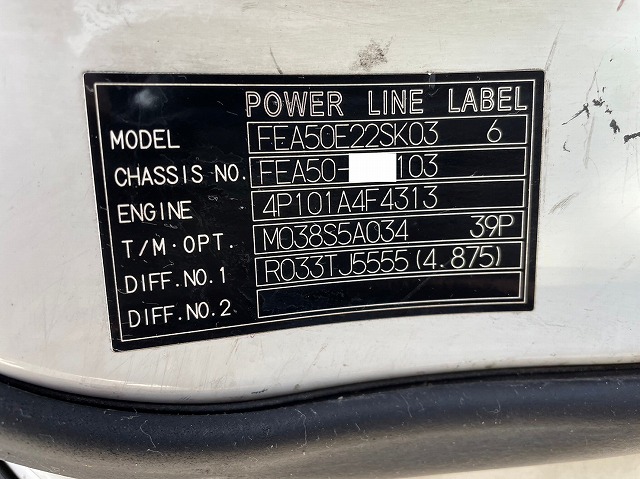 POWER LINE LABEL
MODEL FEA50E22SK03 6
CHASSIS NO. FEA50- 103
ENGINE 4P101A4F4313
T/M·OPT. M038S5A034 39P
DIFF.NO.1 R033TJ5555(4.875)
DIFF.NO.2